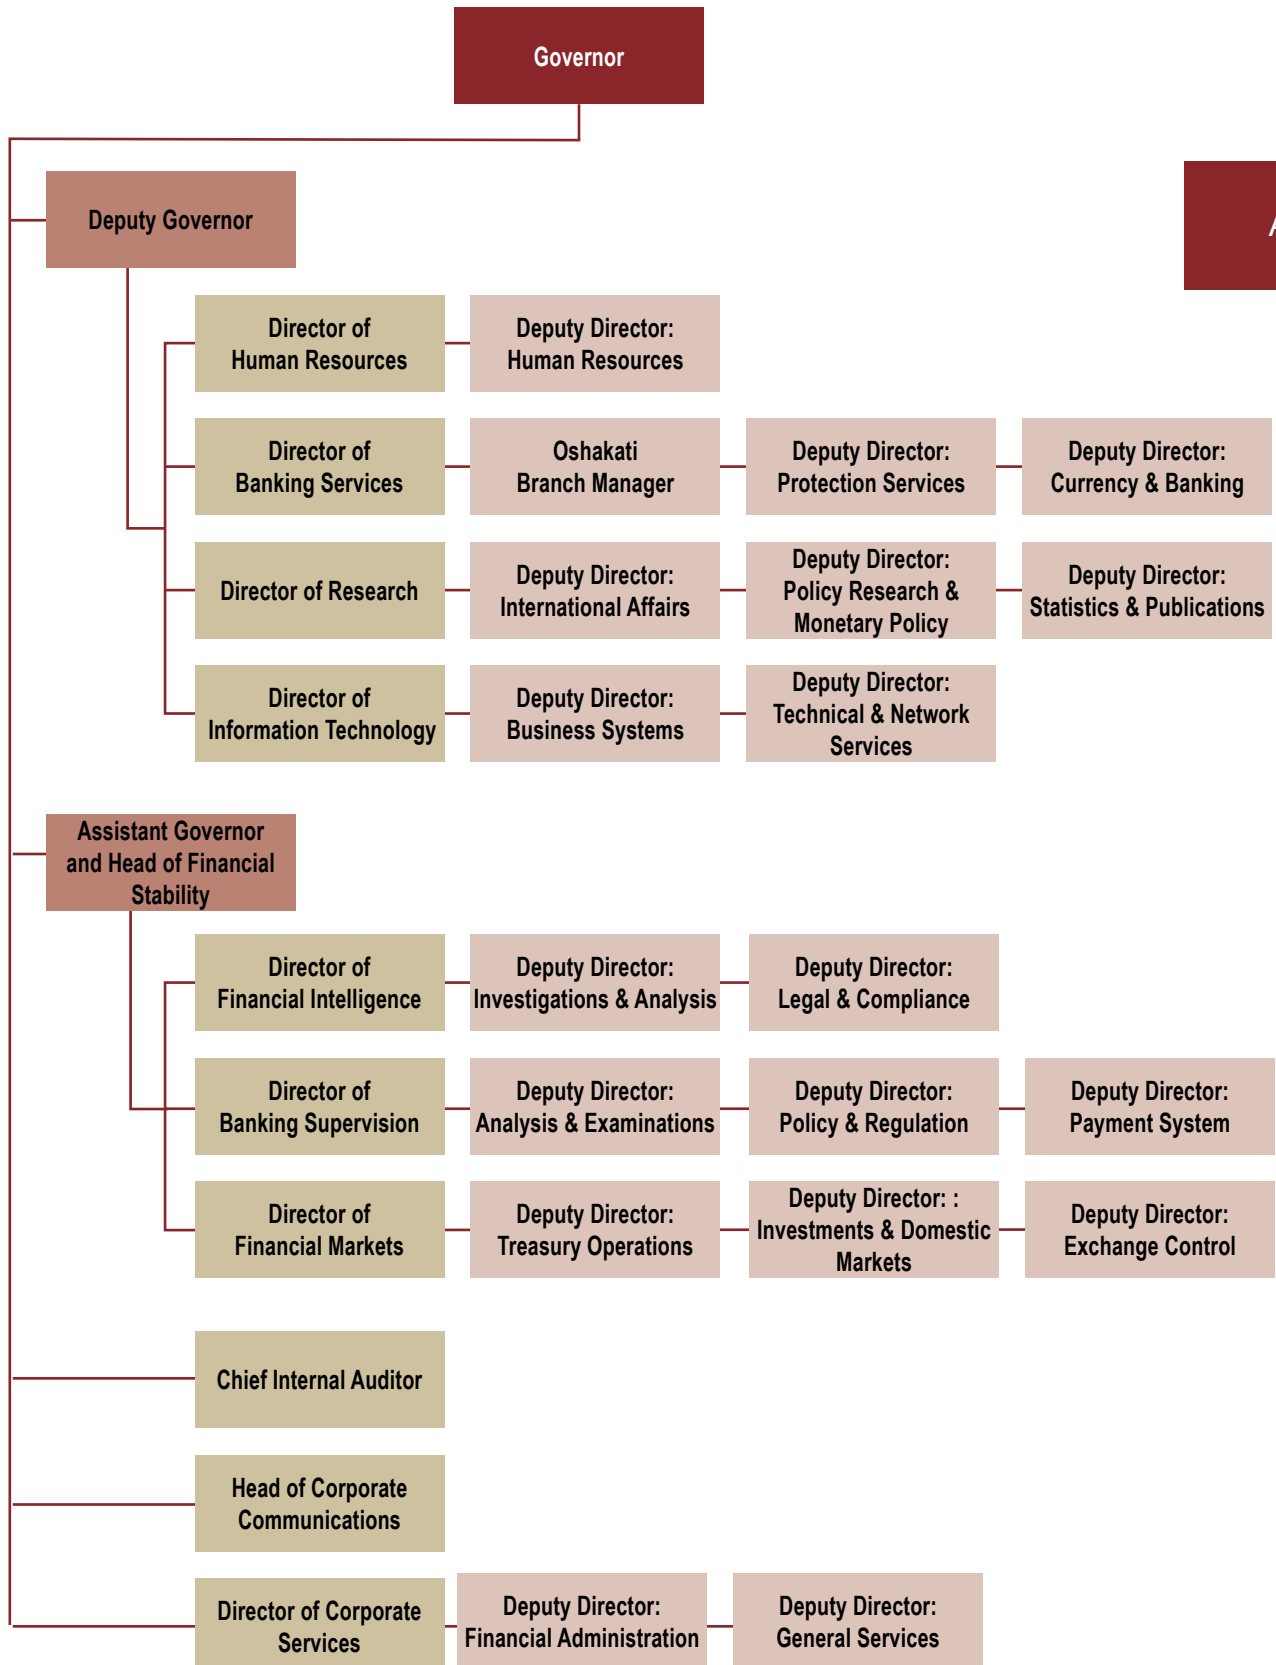 Governor
Deputy Governor
A
Director of
Human Resources
Deputy Director:
Human Resources
Director of
Banking Services
Oshakati
Branch Manager
Deputy Director:
Protection Services
Deputy Director:
Currency & Banking
Director of Research
Deputy Director:
International Affairs
Deputy Director:
Policy Research &
Monetary Policy
Deputy Director:
Statistics & Publications
Director of
Information Technology
Deputy Director:
Business Systems
Deputy Director:
Technical & Network
Services
Assistant Governor
and Head of Financial
Stability
Director of
Financial Intelligence
Deputy Director:
Investigations & Analysis
Deputy Director:
Legal & Compliance
Director of
Banking Supervision
Deputy Director:
Analysis & Examinations
Deputy Director:
Policy & Regulation
Deputy Director:
Payment System
Director of
Financial Markets
Deputy Director:
Treasury Operations
Deputy Director: :
Investments & Domestic
Markets
Deputy Director:
Exchange Control
Chief Internal Auditor
Head of Corporate
Communications
Director of Corporate
Services
Deputy Director:
Financial Administration
Deputy Director:
General Services